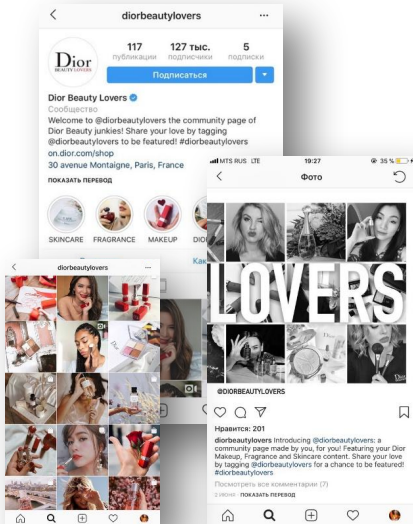 diorbeautylovers
Dior
BEAUTY LOVERS
117 127 тыс. 5
публикации подписчики подписки
Подписаться
Dior Beauty Lovers
Сообщество
Welcome to @diorbeautylovers the community page of
Dior Beauty junkies! Share your love by tagging
@diorbeautylovers to be featured! #diorbeautylovers
on.dior.com/shop
30 avenue Montaigne, Paris, France
ПОКАЗАТЬ ПЕРЕВОД
SKINCARE FRAGRANCE MAKEUP DIO
Как
diorbeautylovers
MTS RUS LTE 19:27 35 %
Фото
LOVERS
@DIORBEAUTYLOVERS
Нравится: 201
diorbeautylovers Introducing @diorbeautylovers: a
community page made by you, for you! Featuring your Dior
Makeup, Fragrance and Skincare content. Share your love
by tagging @diorbeautylovers for a chance to be featured!
#diorbeautylovers
Посмотреть все комментарии (7)
2 ИЮНЯ · ПОКАЗАТЬ ПЕРЕВОД